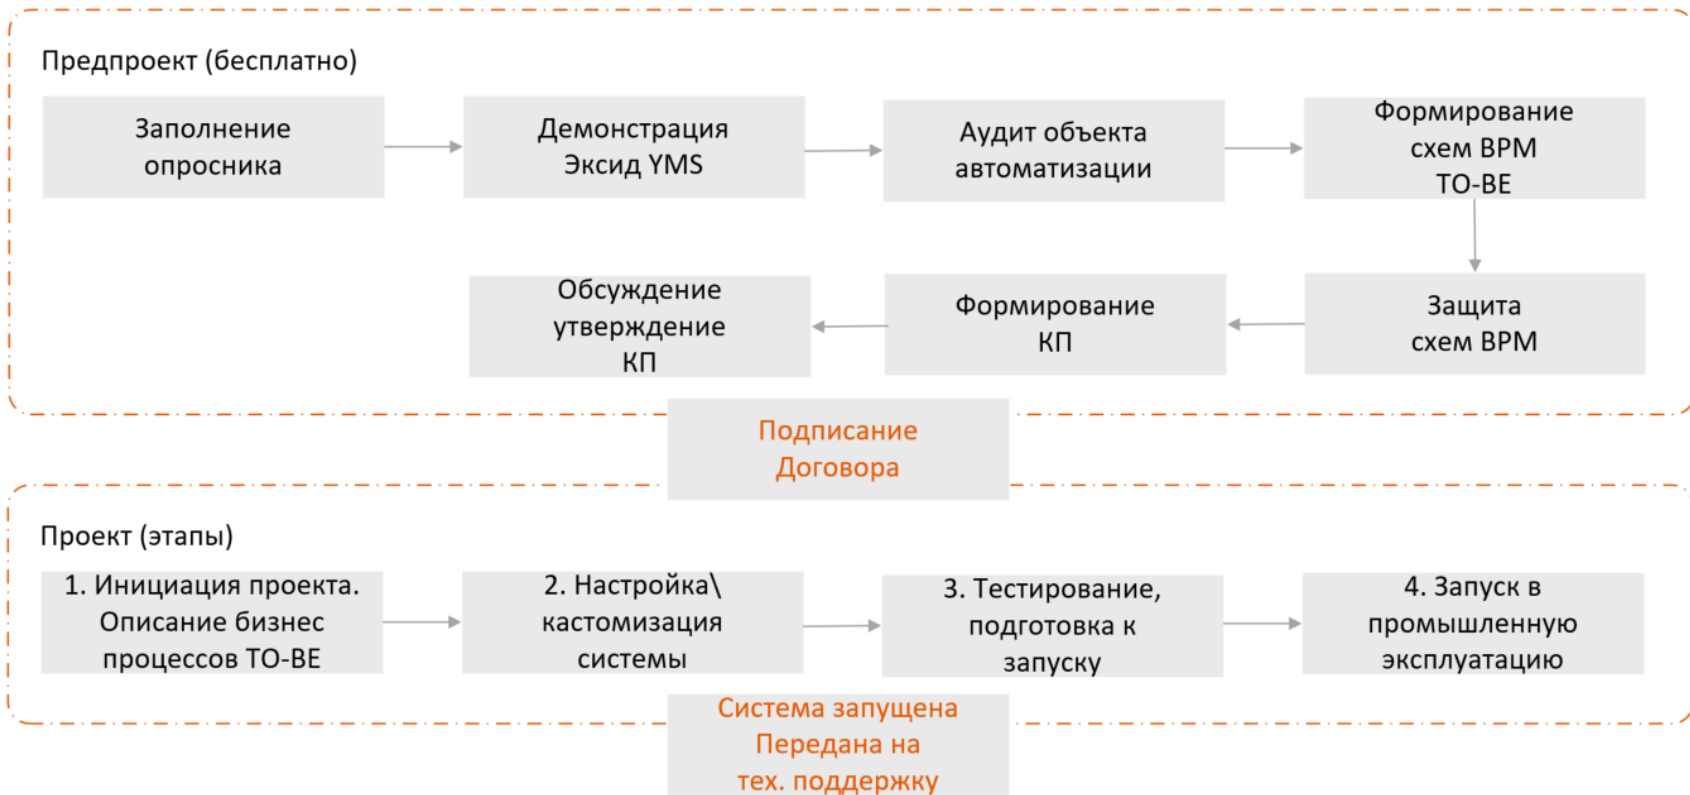 Предпроект (бесплатно)
Заполнение
опросника
Демонстрация
Эксид YMS
Аудит объекта
автоматизации
Формирование
схем BPM
TO-BE
Защита
схем BPM
Формирование
КП
Обсуждение
утверждение
КП
Подписание
Договора
Проект (этапы)
1. Инициация проекта.
Описание бизнес
процессов TO-BE
2. Настройка\
кастомизация
системы
3. Тестирование,
подготовка к
запуску
4. Запуск в
промышленную
эксплуатацию
Система запущена
Передана на
тех. поддержку